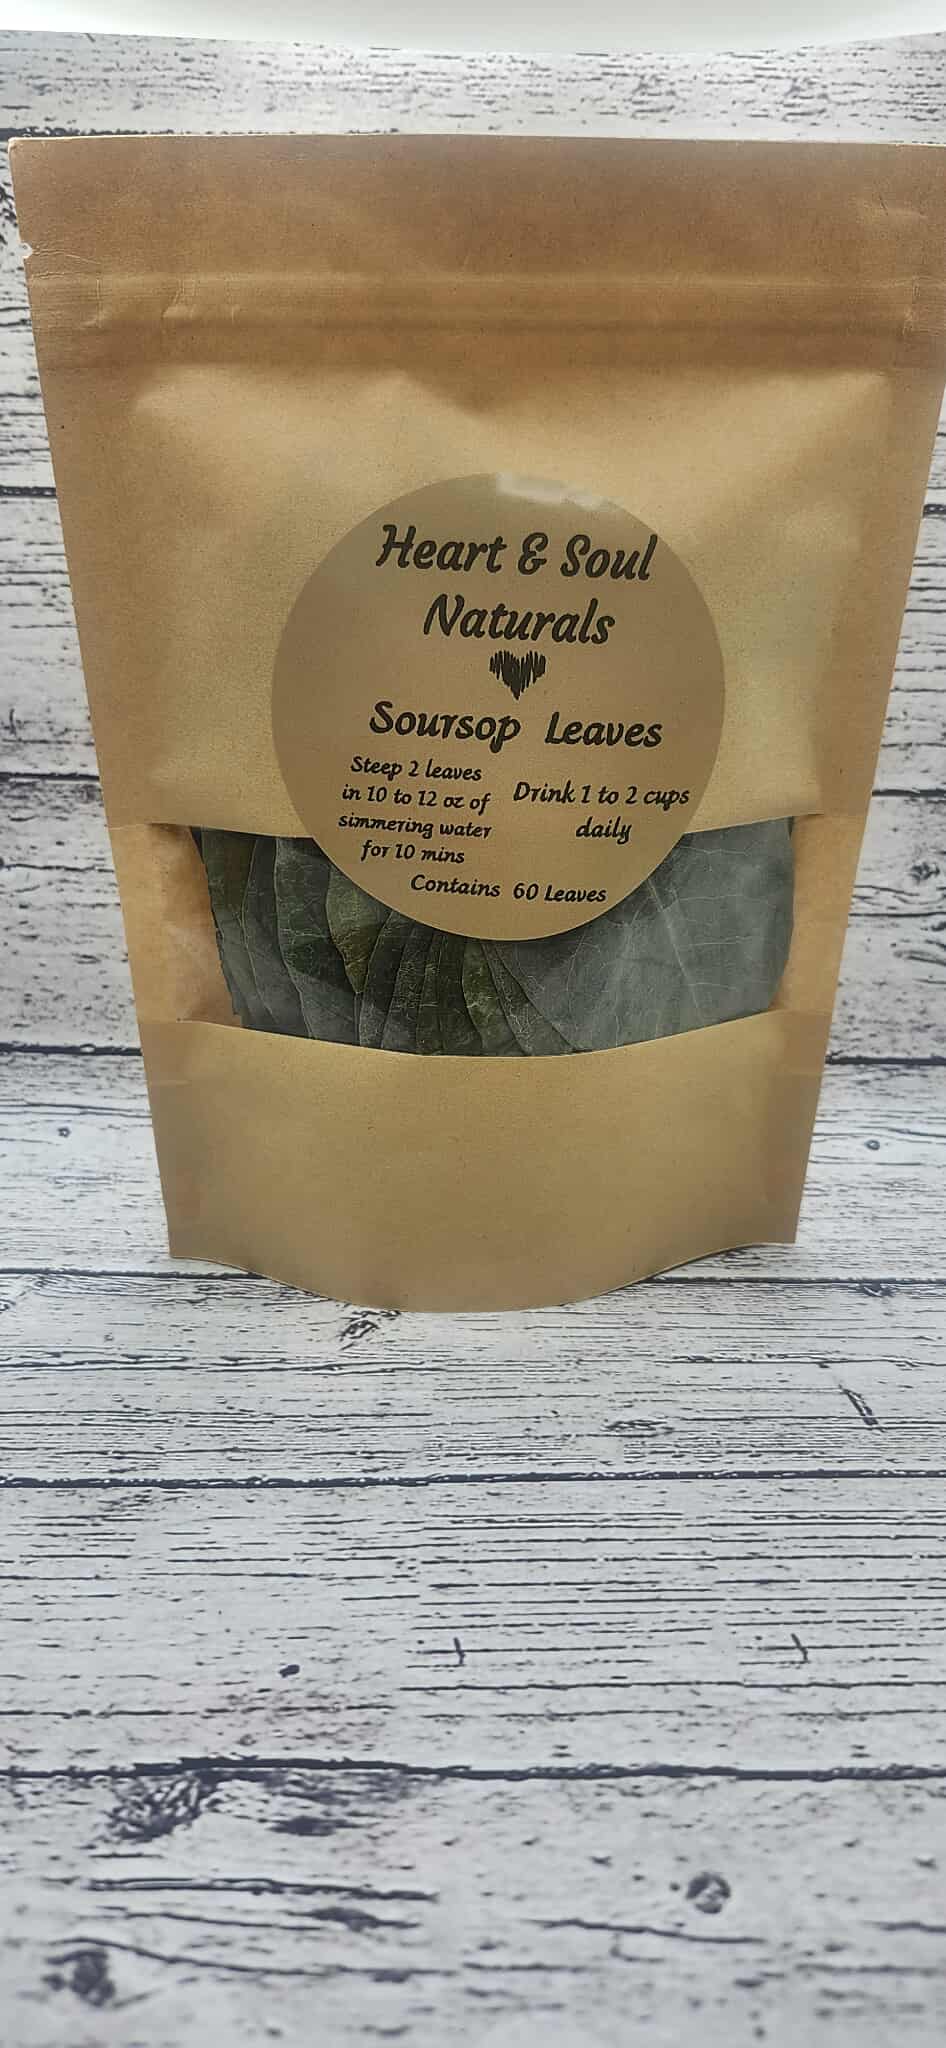 Heart & Soul
Naturals
Soursop Leaves
Steep 2 leaves
in 10 to 12 oz of
simmering water
for 10 mins
Drink 1 to 2 cups
daily
Contains 60 Leaves